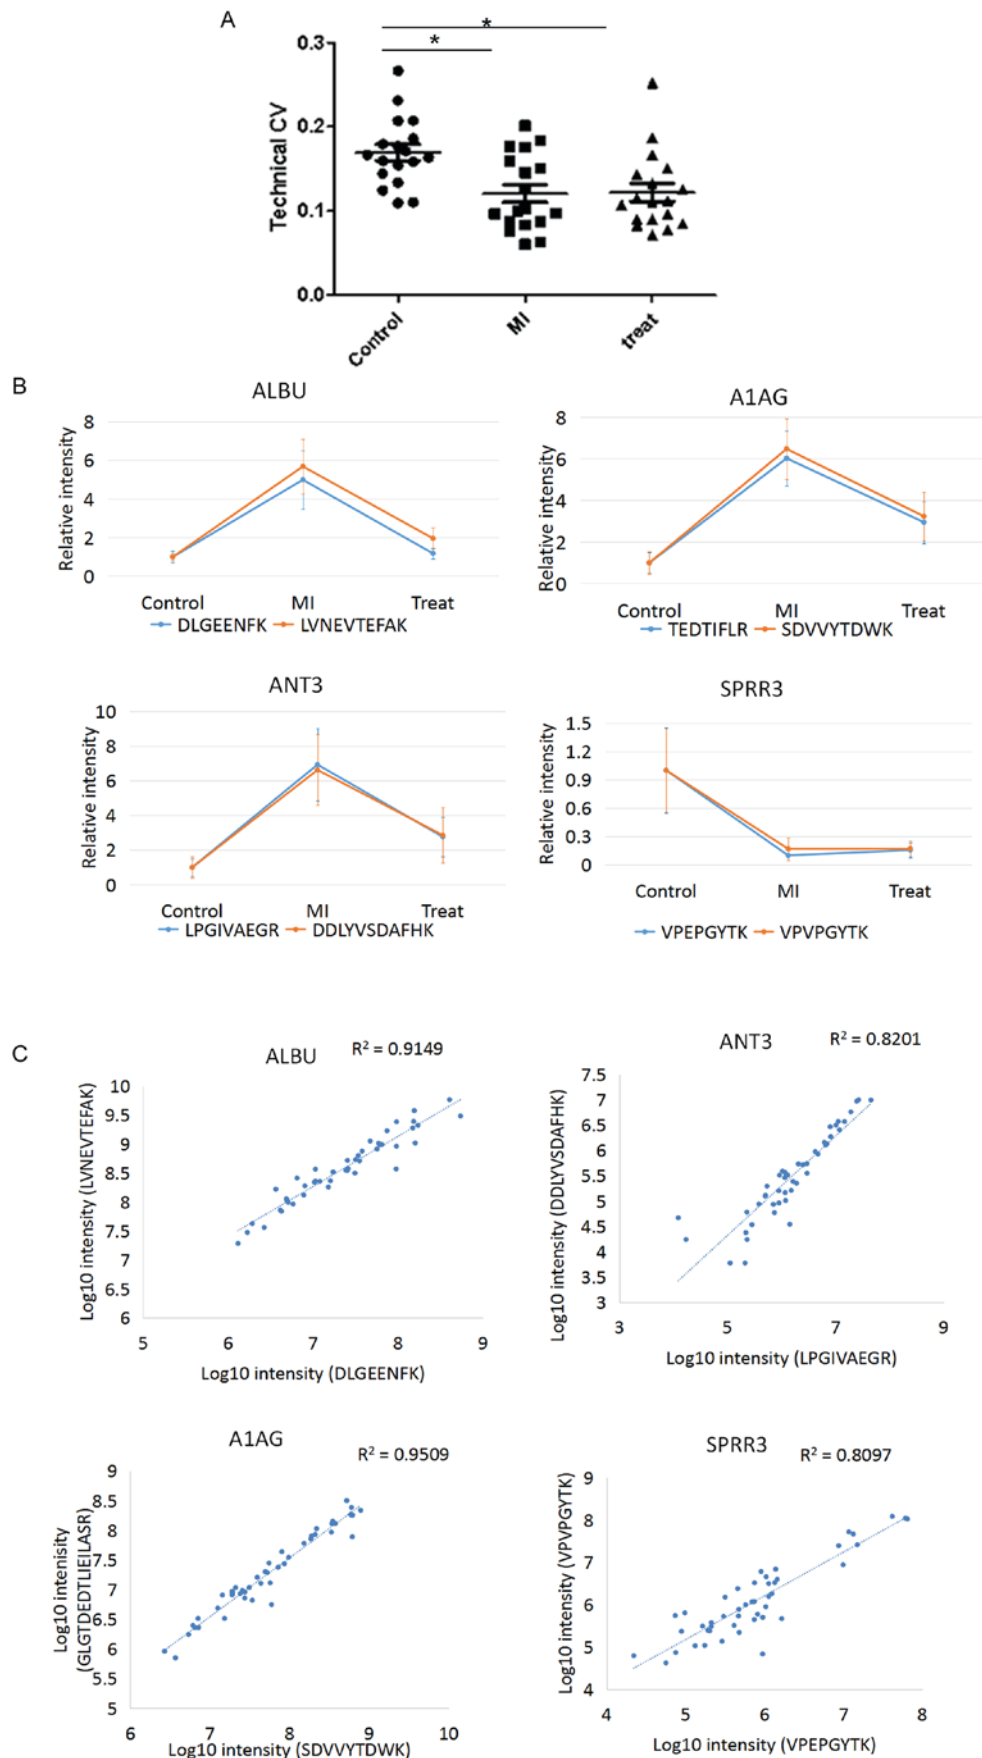 A
*
*
0.3
0.2
0.1
0.0
Technical CV
Control
MI
treat
B
ALBU
8
6
4
2
0
Relative intensity
Control MI Treat
DLGEENFK LVNEVTEFAK
A1AG
8
6
4
2
0
Relative intensity
Control MI Treat
TEDTIFLR SDVVYTDWK
ANT3
10
8
6
4
2
0
Relative intensity
Control MI Treat
LPGIVAEGR DDLYVSDAFHK
SPRR3
1.5
1.2
0.9
0.6
0.3
0
Relative intensity
Control MI Treat
VPEPGYTK VPVPGYTK
C
ALBU
R² = 0.9149
10
9.5
9
8.5
8
7.5
7
6.5
6
Log10 intensity (LVNEVTEFAK)
5 6 7 8 9
Log10 intensity (DLGEENFK)
ANT3
R² = 0.8201
7.5
7
6.5
6
5.5
5
4.5
4
3.5
3
Log10 intensity (DDLYVSDAFHK)
3 5 7 9
Log10 intensity (LPGIVAEGR)
A1AG
R² = 0.9509
9
8.5
8
7.5
7
6.5
6
5.5
5
Log10 intenisity
(GLGTDEDTLIEILASR)
6 7 8 9 10
Log10 intensity (SDVVYTDWK)
SPRR3
R² = 0.8097
9
8
7
6
5
4
Log10 intensity (VPVPGYTK)
4 5 6 7 8
Log10 intensity (VPEPGYTK)